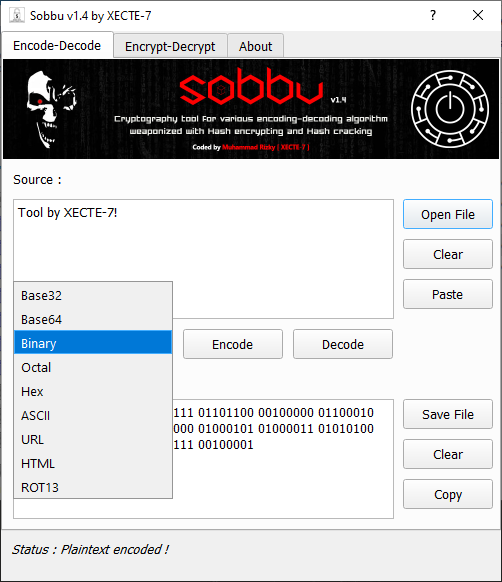 Sobbu v1.4 by XECTE-7
Encode-Decode Encrypt-Decrypt About
sobbu v1.4
Cryptography tool for various encoding-decoding algorithm
weaponized with Hash encrypting and Hash cracking
Coded by Muhammad Rizky [ XECTE-7 ]
Source :
Tool by XECTE-7!
Open File
Clear
Paste
Base32
Base64
Binary
Octal
Hex
ASCII
URL
HTML
ROT13
Encode Decode
111 01101100 00100000 01100010
000 01000101 01000011 01010100
111 00100001
Save File
Clear
Copy
Status : Plaintext encoded !